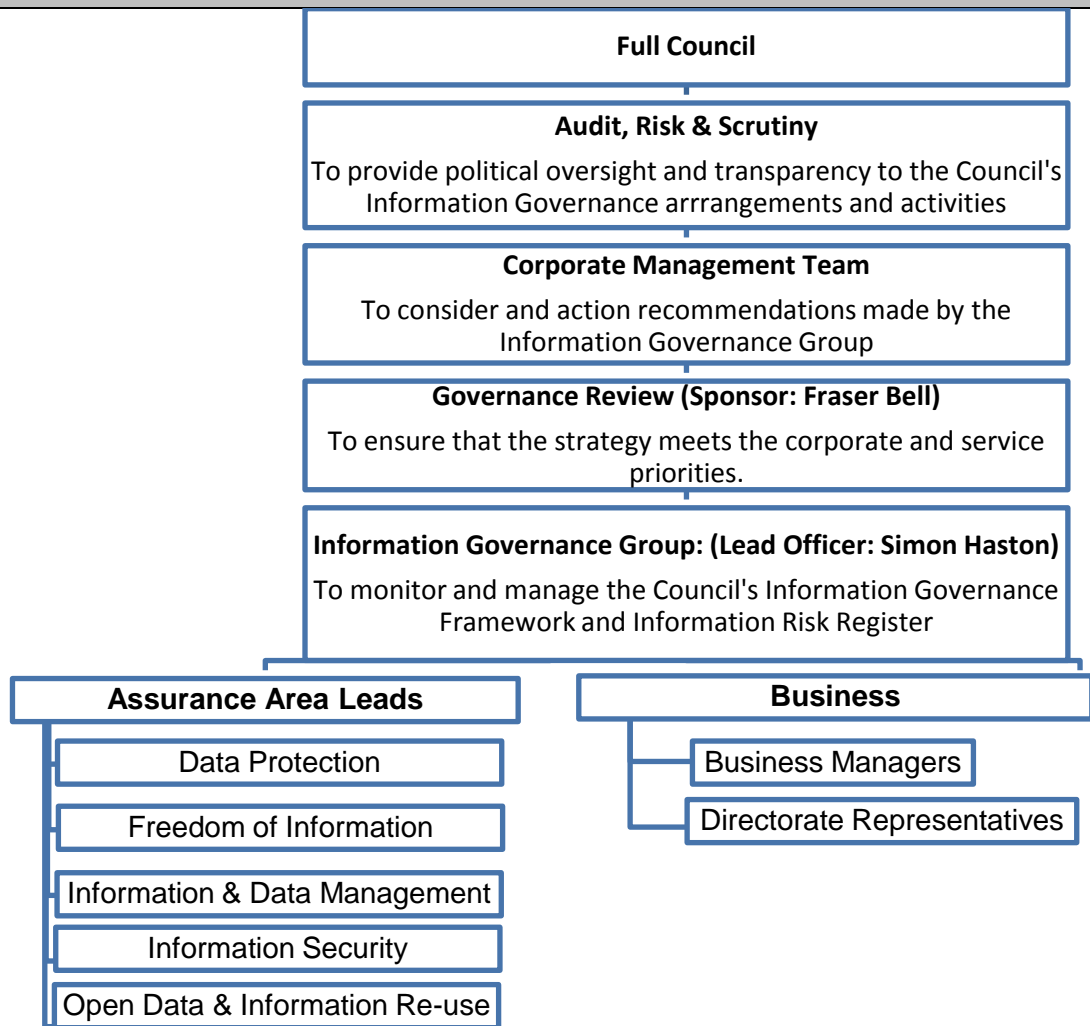 Full Council
Audit, Risk & Scrutiny
To provide political oversight and transparency to the Council's
Information Governance arrrangements and activities
Corporate Management Team
To consider and action recommendations made by the
Information Governance Group
Governance Review (Sponsor: Fraser Bell)
To ensure that the strategy meets the corporate and service
priorities.
Information Governance Group: (Lead Officer: Simon Haston)
To monitor and manage the Council's Information Governance
Framework and Information Risk Register
Assurance Area Leads
Data Protection
Freedom of Information
Information & Data Management
Information Security
Open Data & Information Re-use
Business
Business Managers
Directorate Representatives